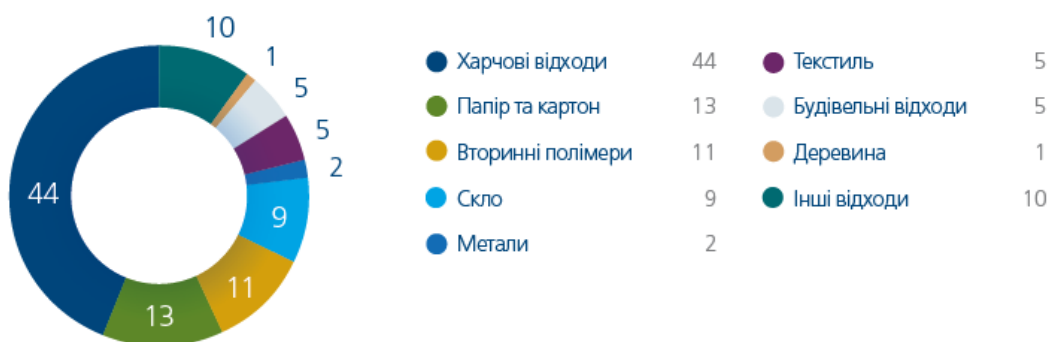 10
1
5
5
2
9
11
13
44
Харчові відходи 44
Папір та картон 13
Вторинні полімери 11
Скло 9
Метали 2
Текстиль 5
Будівельні відходи 5
Деревина 1
Інші відходи 10